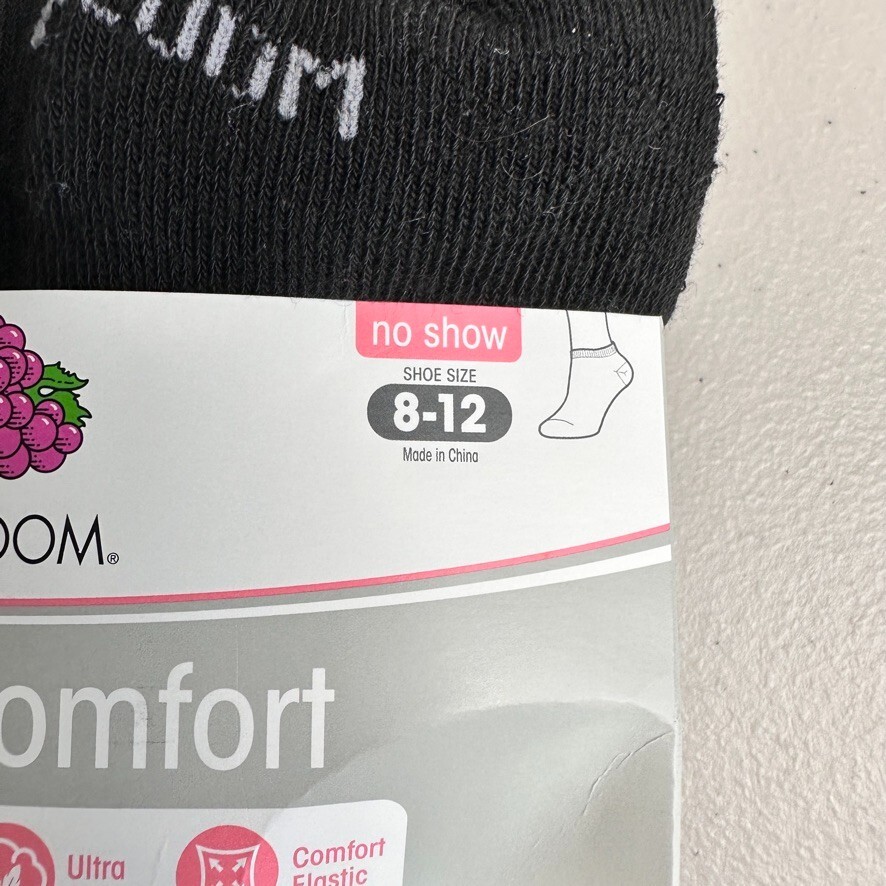 no show
SHOE SIZE
8-12
Made in China
OOM®
omfort
Ultra
Comfort
Elastic